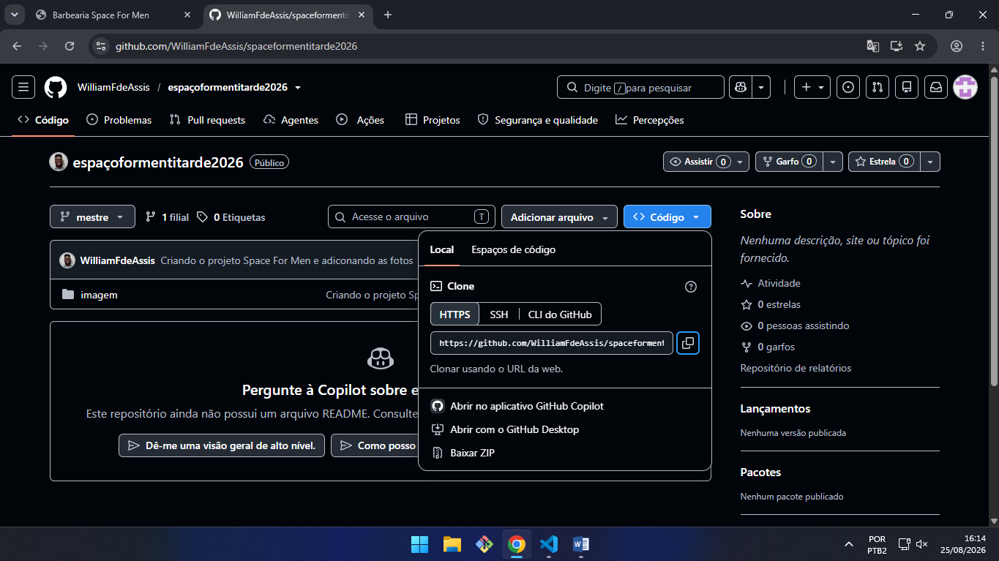 Barbearia Space For Men
WilliamFdeAssis/spaceformentit
github.com/WilliamFdeAssis/spaceformentitarde2026
WilliamFdeAssis / espaçoformentitarde2026
Digite / para pesquisar
Código
Problemas
Pull requests
Agentes
Ações
Projetos
Segurança e qualidade
Percepções
espaçoformentitarde2026
Público
Assistir 0
Garfo 0
Estrela 0
mestre
1 filial
0 Etiquetas
Acesse o arquivo
T
Adicionar arquivo
Código
WilliamFdeAssis Criando o projeto Space For Men e adiconando as fotos
imagem
Criando o projeto Sp
Pergunte à Copilot sobre e
Este repositório ainda não possui um arquivo README. Consulte
Dê-me uma visão geral de alto nível.
Como posso
Local
Espaços de código
Clone
HTTPS
SSH
CLI do GitHub
https://github.com/WilliamFdeAssis/spaceforment
Clonar usando o URL da web.
Abrir no aplicativo GitHub Copilot
Abrir com o GitHub Desktop
Baixar ZIP
Sobre
Nenhuma descrição, site ou tópico foi
fornecido.
Atividade
0 estrelas
0 pessoas assistindo
0 garfos
Repositório de relatórios
Lançamentos
Nenhuma versão publicada
Pacotes
Nenhum pacote publicado
POR
PTB2
16:14
25/08/2026